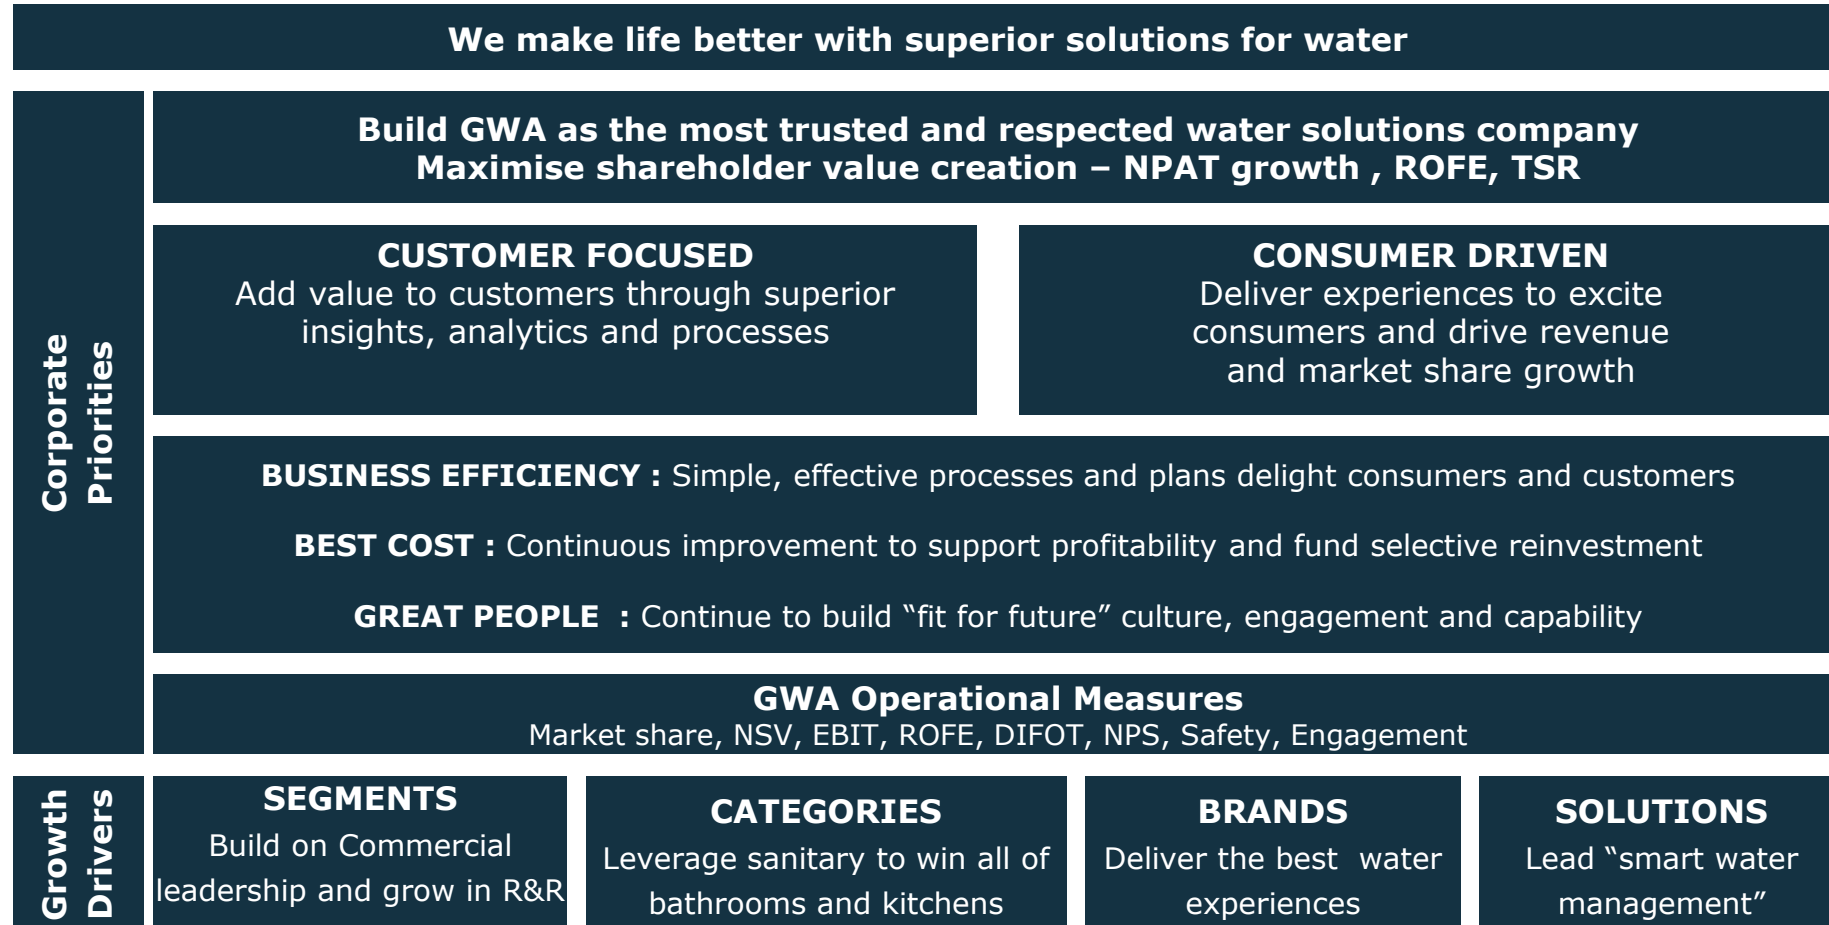 We make life better with superior solutions for water
Corporate
Priorities
Build GWA as the most trusted and respected water solutions company
Maximise shareholder value creation – NPAT growth , ROFE, TSR
CUSTOMER FOCUSED
Add value to customers through superior
insights, analytics and processes
CONSUMER DRIVEN
Deliver experiences to excite
consumers and drive revenue
and market share growth
BUSINESS EFFICIENCY : Simple, effective processes and plans delight consumers and customers
BEST COST : Continuous improvement to support profitability and fund selective reinvestment
GREAT PEOPLE  : Continue to build “fit for future” culture, engagement and capability
GWA Operational Measures
Market share, NSV, EBIT, ROFE, DIFOT, NPS, Safety, Engagement
Growth
Drivers
SEGMENTS
Build on Commercial
leadership and grow in R&R
CATEGORIES
Leverage sanitary to win all of
bathrooms and kitchens
BRANDS
Deliver the best  water
experiences
SOLUTIONS
Lead “smart water
management”